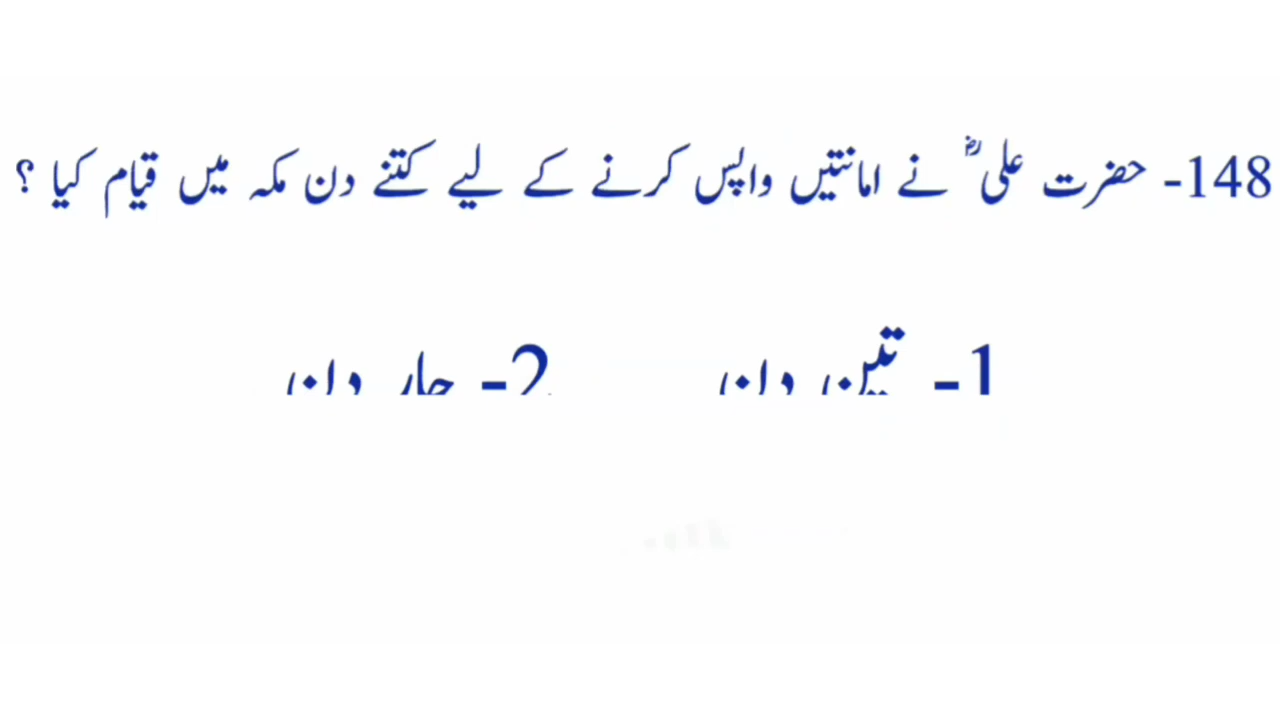 148- حضرت علیؓ نے امانتیں واپس کرنے کے لیے کتنے دن مکہ میں قیام کیا ؟
1- تین دن 2- چار دن